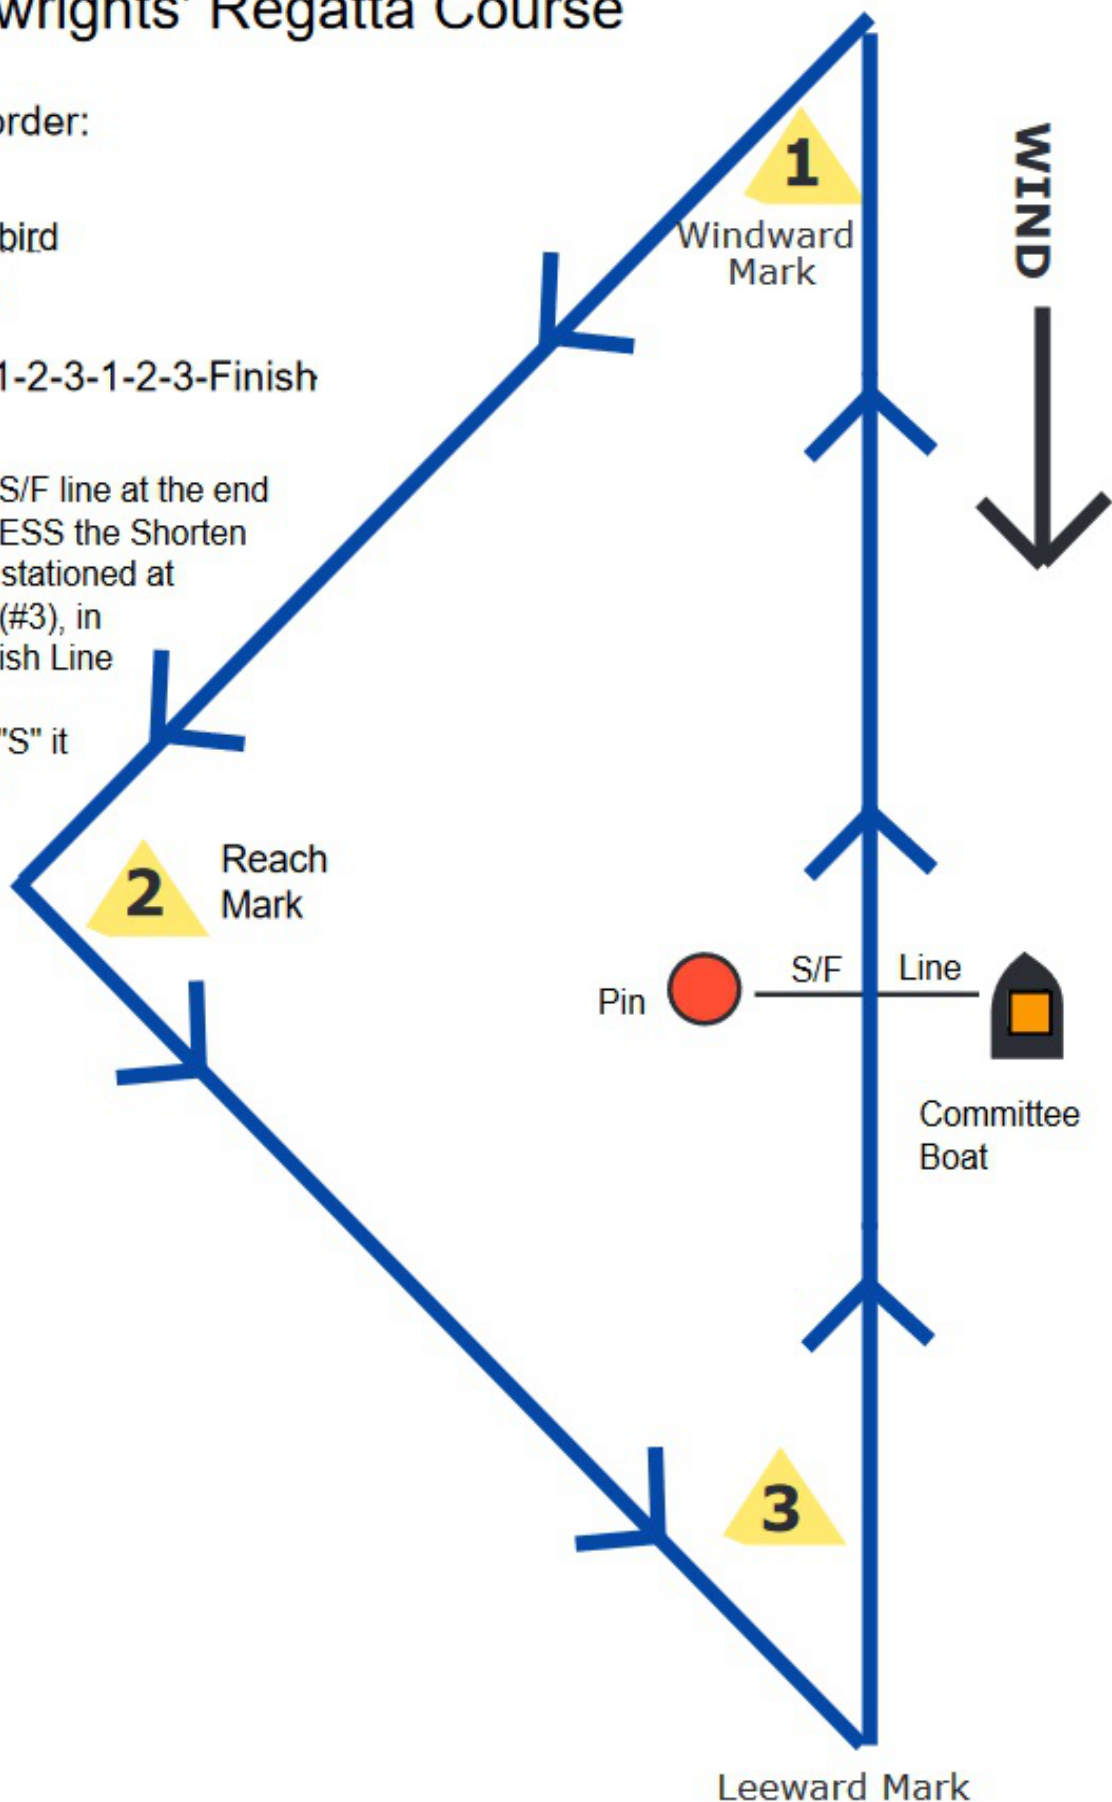 wrights' Regatta Course
order:
bird
1-2-3-1-2-3-Finish
S/F line at the end
ESS the Shorten
stationed at
(#3), in
ish Line
"S" it
1
Windward
Mark
WIND
2
Reach
Mark
Pin
S/F Line
Committee
Boat
3
Leeward Mark